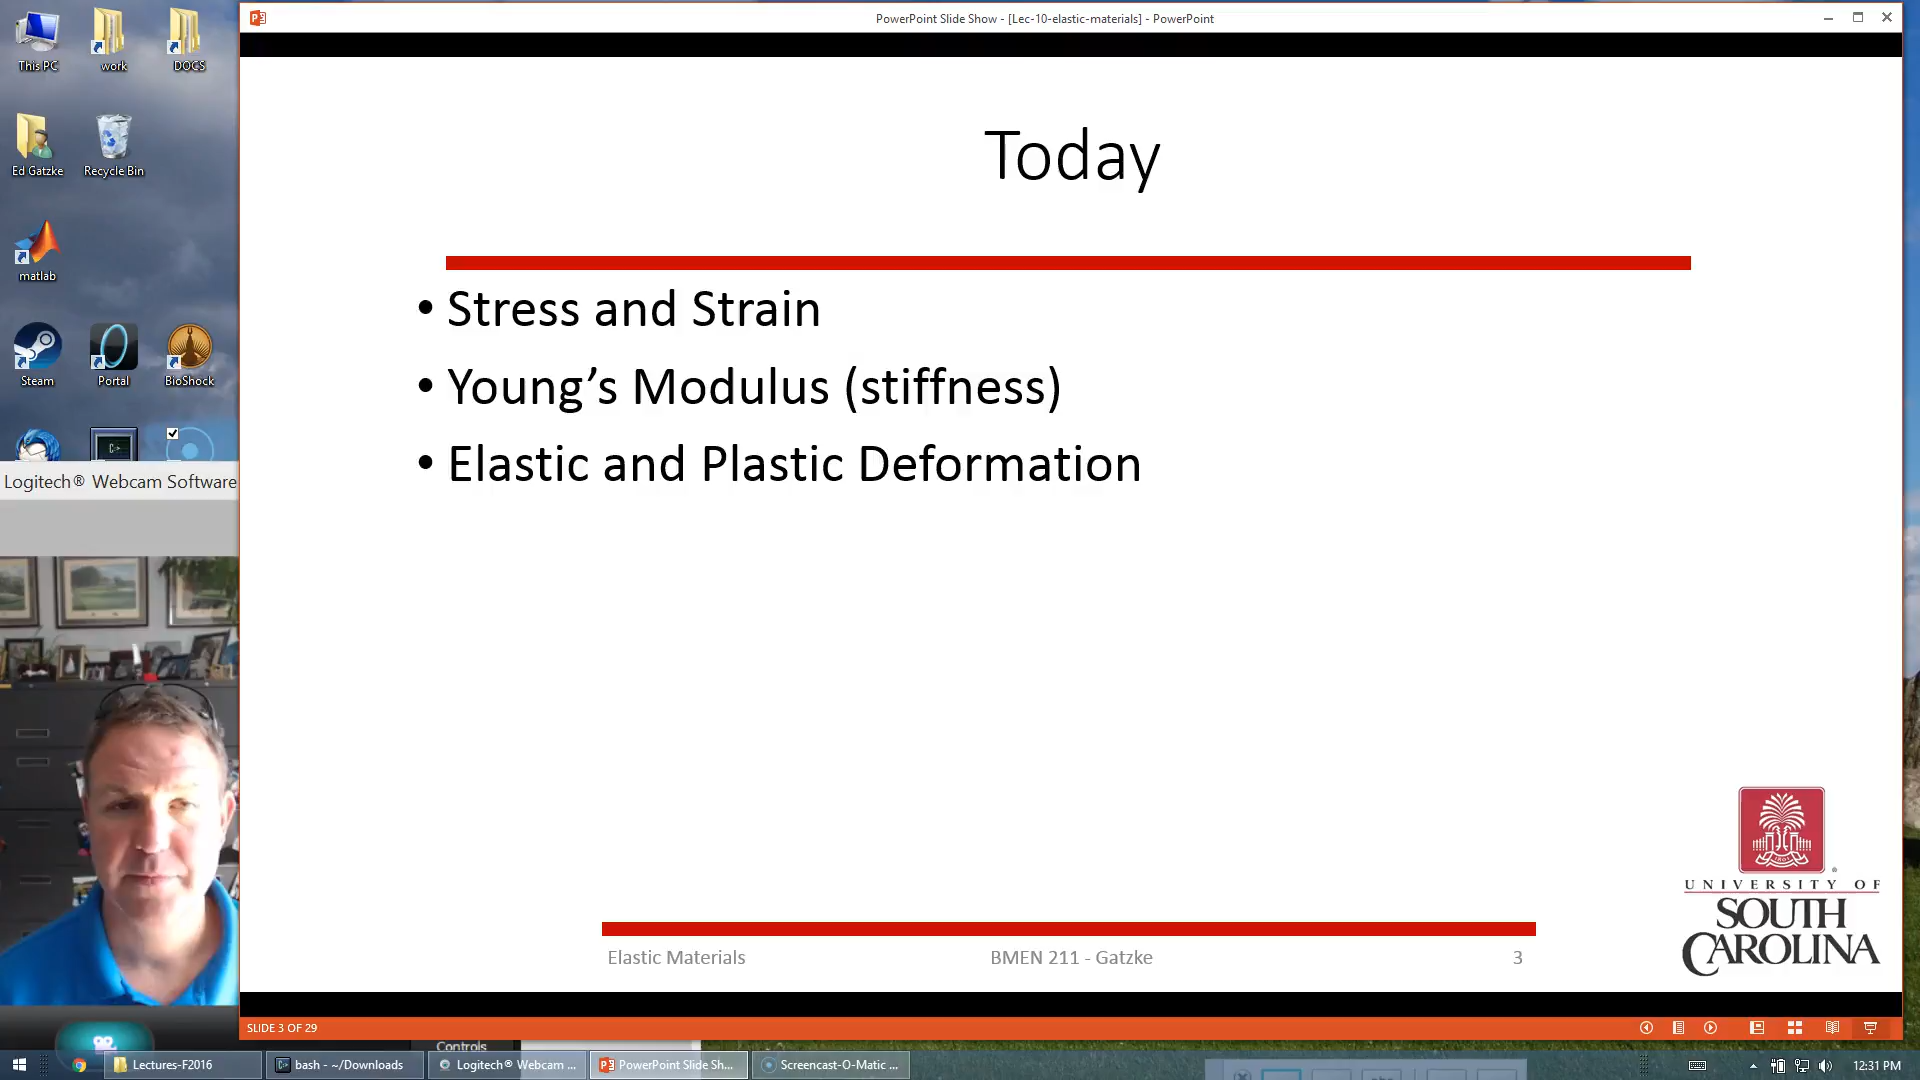 PowerPoint Slide Show - [Lec-10-elastic-materials] - PowerPoint
This PC
work
DOCS
Ed Gatzke
Recycle Bin
matlab
Steam
Portal
BioShock
Logitech® Webcam Software
Today
• Stress and Strain
• Young’s Modulus (stiffness)
• Elastic and Plastic Deformation
UNIVERSITY OF
SOUTH
CAROLINA
Elastic Materials
BMEN 211 - Gatzke
3
SLIDE 3 OF 29
Controls
Lectures-F2016
bash - ~/Downloads
Logitech® Webcam ...
PowerPoint Slide Sh...
Screencast-O-Matic ...
12:31 PM